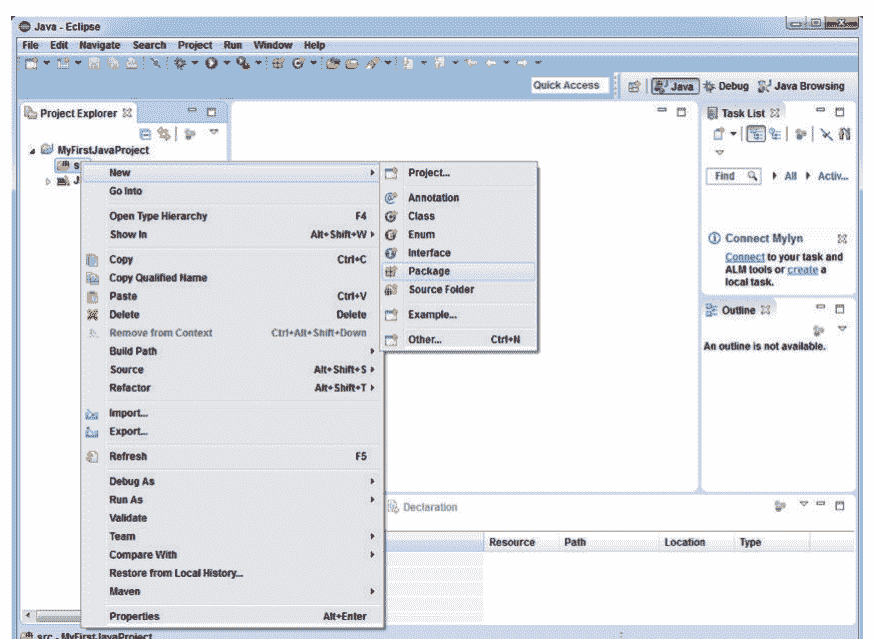 Java - Eclipse
File Edit Navigate Search Project Run Window Help
Quick Access Java Debug Java Browsing
Project Explorer
MyFirstJavaProject
s
J
New
Go Into
Open Type Hierarchy F4
Show In Alt+Shift+W
Copy Ctrl+C
Copy Qualified Name
Paste Ctrl+V
Delete Delete
Remove from Context Ctrl+Alt+Shift+Down
Build Path
Source Alt+Shift+S
Refactor Alt+Shift+T
Import...
Export...
Refresh F5
Debug As
Run As
Validate
Team
Compare With
Restore from Local History...
Maven
Properties Alt+Enter
Project...
Annotation
Class
Enum
Interface
Package
Source Folder
Example...
Other... Ctrl+N
Task List
Find All Activ...
Connect Mylyn
Connect to your task and
ALM tools or create a
local task.
Outline
An outline is not available.
Declaration
Resource Path Location Type
src - MyFirstJavaProject